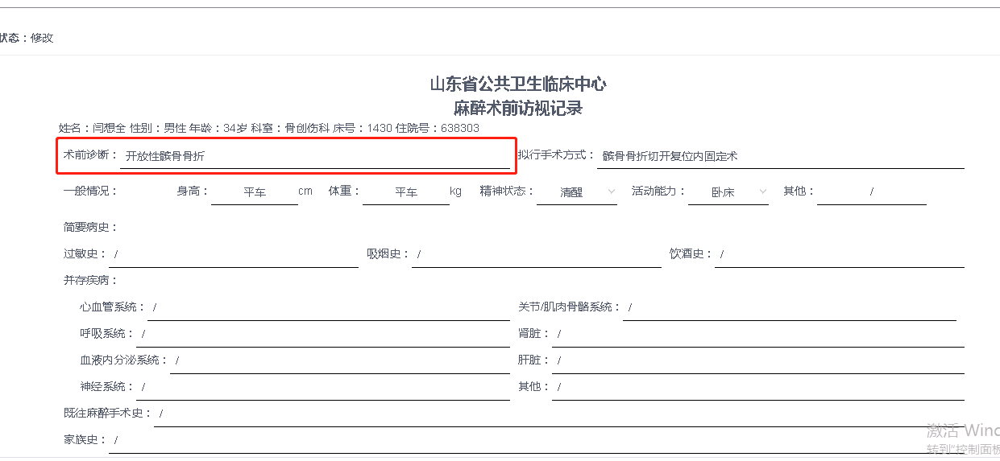 状态：修改
山东省公共卫生临床中心
麻醉术前访视记录
姓名：闫想全 性别：男性 年龄：34岁 科室：骨创伤科 床号：1430 住院号：638303
术前诊断： 开放性髌骨骨折 拟行手术方式： 髌骨骨折切开复位内固定术
一般情况： 身高： 平车 cm 体重： 平车 kg 精神状态： 清醒 活动能力： 卧床 其他： /
简要病史：
过敏史： / 吸烟史： / 饮酒史： /
并存疾病：
心血管系统： / 关节/肌肉骨骼系统： /
呼吸系统： / 肾脏： /
血液内分泌系统： / 肝脏： /
神经系统： / 其他： /
既往麻醉手术史： /
家族史： /
激活 Wind
转到"控制面板